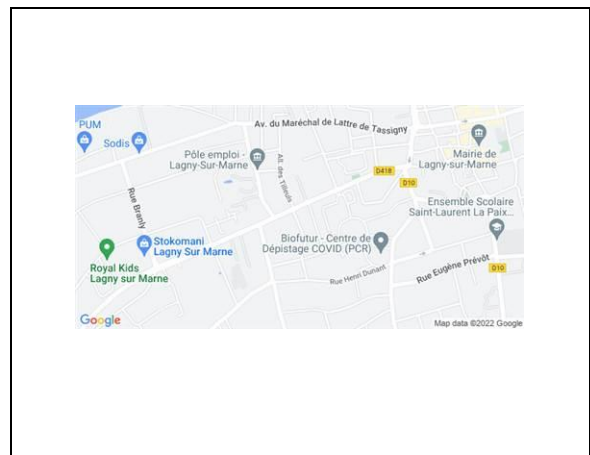 PUM
Sodis
Av. du Maréchal de Lattre de Tassigny
Pôle emploi -
Lagny-Sur-Marne
All. des Tilleuls
Mairie de
Lagny-sur-Marne
D418
D10
Rue Branly
Ensemble Scolaire
Saint-Laurent La Paix...
Stokomani
Lagny Sur Marne
Biofutur - Centre de
Dépistage COVID (PCR)
Royal Kids
Lagny sur Marne
Rue Henri Dunant
Rue Eugène Prévôt
D10
Google
Map data ©2022 Google